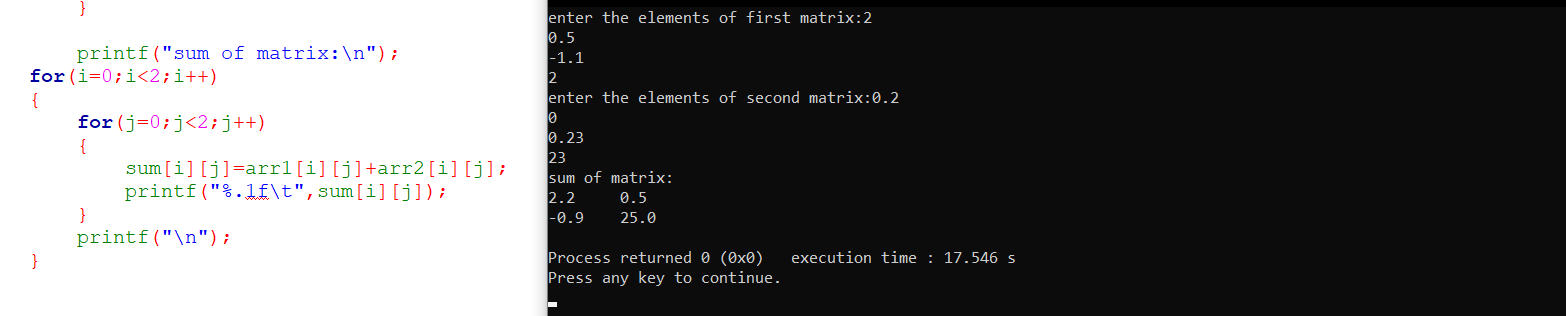 }
printf("sum of matrix:\n");
for(i=0;i<2;i++)
{
for(j=0;j<2;j++)
{
sum[i][j]=arr1[i][j]+arr2[i][j];
printf("%.1f\t",sum[i][j]);
}
printf("\n");
}
enter the elements of first matrix:2
0.5
-1.1
2
enter the elements of second matrix:0.2
0
0.23
23
sum of matrix:
2.2 0.5
-0.9 25.0
Process returned 0 (0x0) execution time : 17.546 s
Press any key to continue.